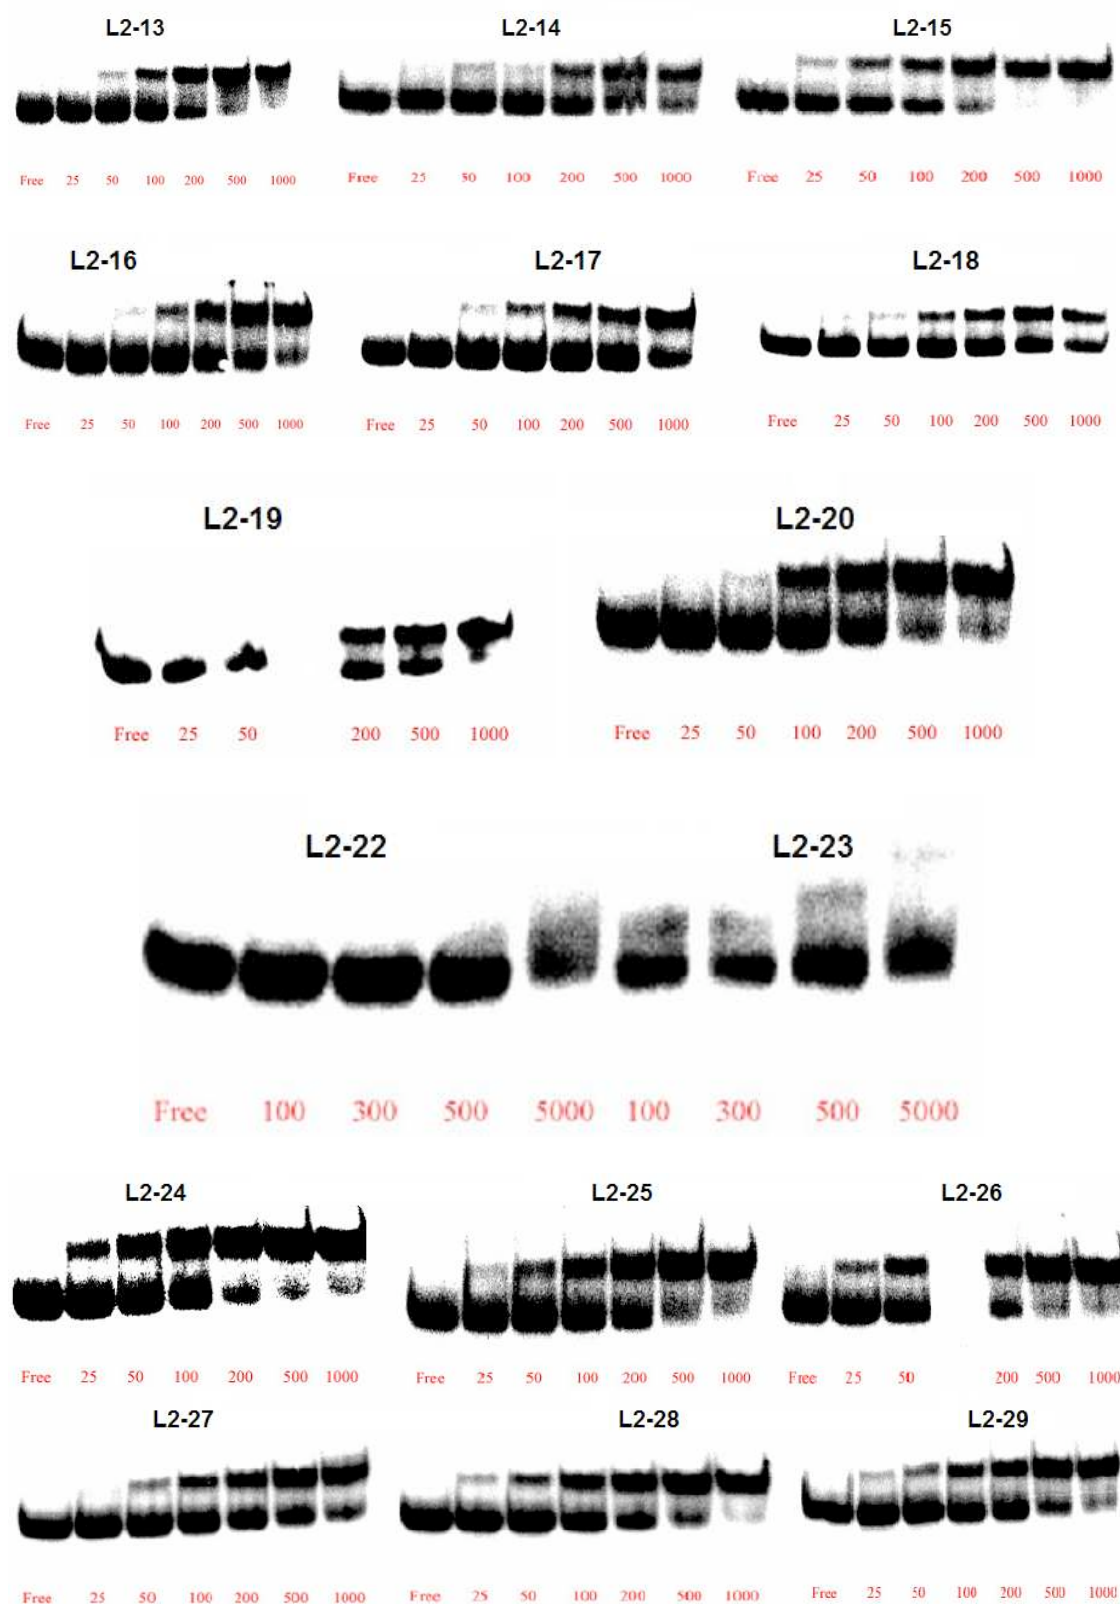 L2-13 L2-14 L2-15
Free 25 50 100 200 500 1000 Free 25 50 100 200 500 1000 Free 25 50 100 200 500 1000
L2-16 L2-17 L2-18
Free 25 50 100 200 500 1000 Free 25 50 100 200 500 1000 Free 25 50 100 200 500 1000
L2-19 L2-20
Free 25 50 200 500 1000 Free 25 50 100 200 500 1000
L2-22 L2-23
Free 100 300 500 5000 100 300 500 5000
L2-24 L2-25 L2-26
Free 25 50 100 200 500 1000 Free 25 50 100 200 500 1000 Free 25 50 200 500 1000
L2-27 L2-28 L2-29
Free 25 50 100 200 500 1000 Free 25 50 100 200 500 1000 Free 25 50 100 200 500 1000